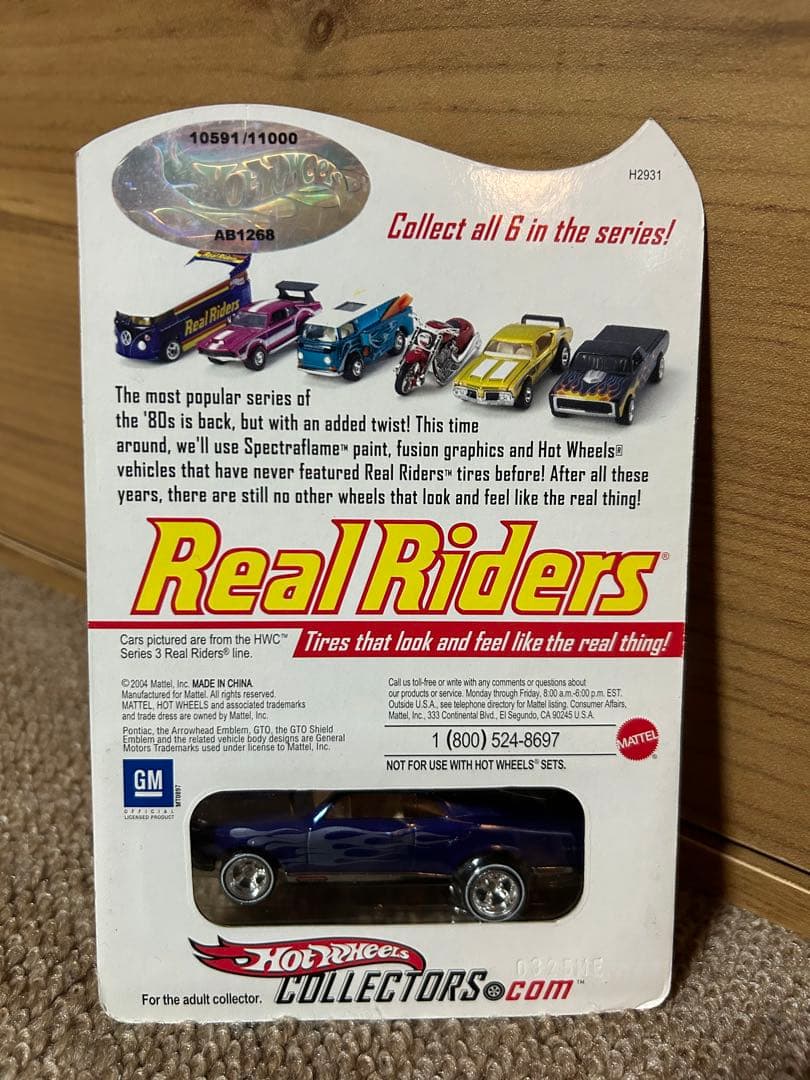 10591/11000
Hot Wheels
AB1268
H2931
Collect all 6 in the series!
Real Riders
Real Riders
The most popular series of
the '80s is back, but with an added twist! This time
around, we'll use Spectraflame™ paint, fusion graphics and Hot Wheels®
vehicles that have never featured Real Riders™ tires before! After all these
years, there are still no other wheels that look and feel like the real thing!
Real Riders®
Tires that look and feel like the real thing!
Cars pictured are from the HWC™
Series 3 Real Riders® line.
© 2004 Mattel, Inc. MADE IN CHINA.
Manufactured for Mattel. All rights reserved.
MATTEL, HOT WHEELS and associated trademarks
and trade dress are owned by Mattel, Inc.
Pontiac, the Arrowhead Emblem, GTO, the GTO Shield
Emblem and the related vehicle body designs are General
Motors Trademarks used under license to Mattel, Inc.
GM
OFFICIAL
LICENSED PRODUCT
MT0897
Call us toll-free or write with any comments or questions about
our products or service. Monday through Friday, 8:00 a.m.-6:00 p.m. EST.
Outside U.S.A., see telephone directory for Mattel listing. Consumer Affairs,
Mattel, Inc., 333 Continental Blvd., El Segundo, CA 90245 U.S.A.
1 (800) 524-8697
NOT FOR USE WITH HOT WHEELS® SETS.
MATTEL®
Hot Wheels
COLLECTORS.com™
For the adult collector.